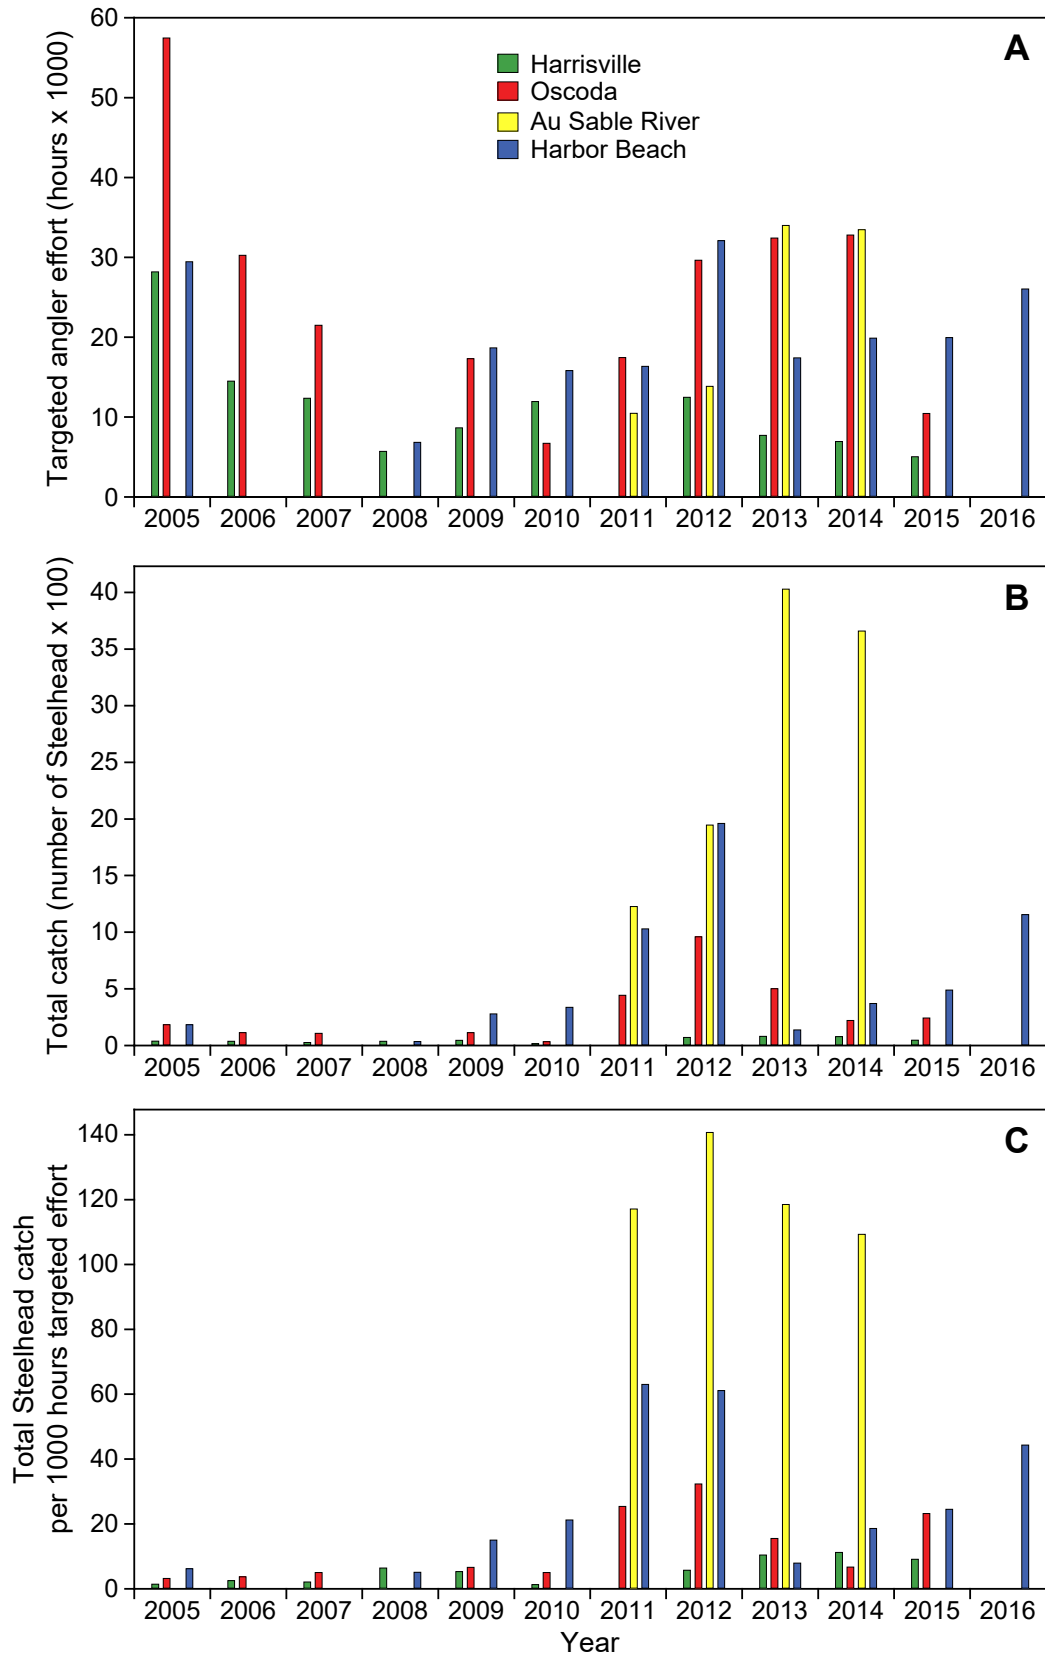 A
Targeted angler effort (hours x 1000)
60
50
40
30
20
10
0
Harrisville
Oscoda
Au Sable River
Harbor Beach
2005 2006 2007 2008 2009 2010 2011 2012 2013 2014 2015 2016
B
Total catch (number of Steelhead x 100)
40
35
30
25
20
15
10
5
0
2005 2006 2007 2008 2009 2010 2011 2012 2013 2014 2015 2016
C
Total Steelhead catch
per 1000 hours targeted effort
140
120
100
80
60
40
20
0
2005 2006 2007 2008 2009 2010 2011 2012 2013 2014 2015 2016
Year